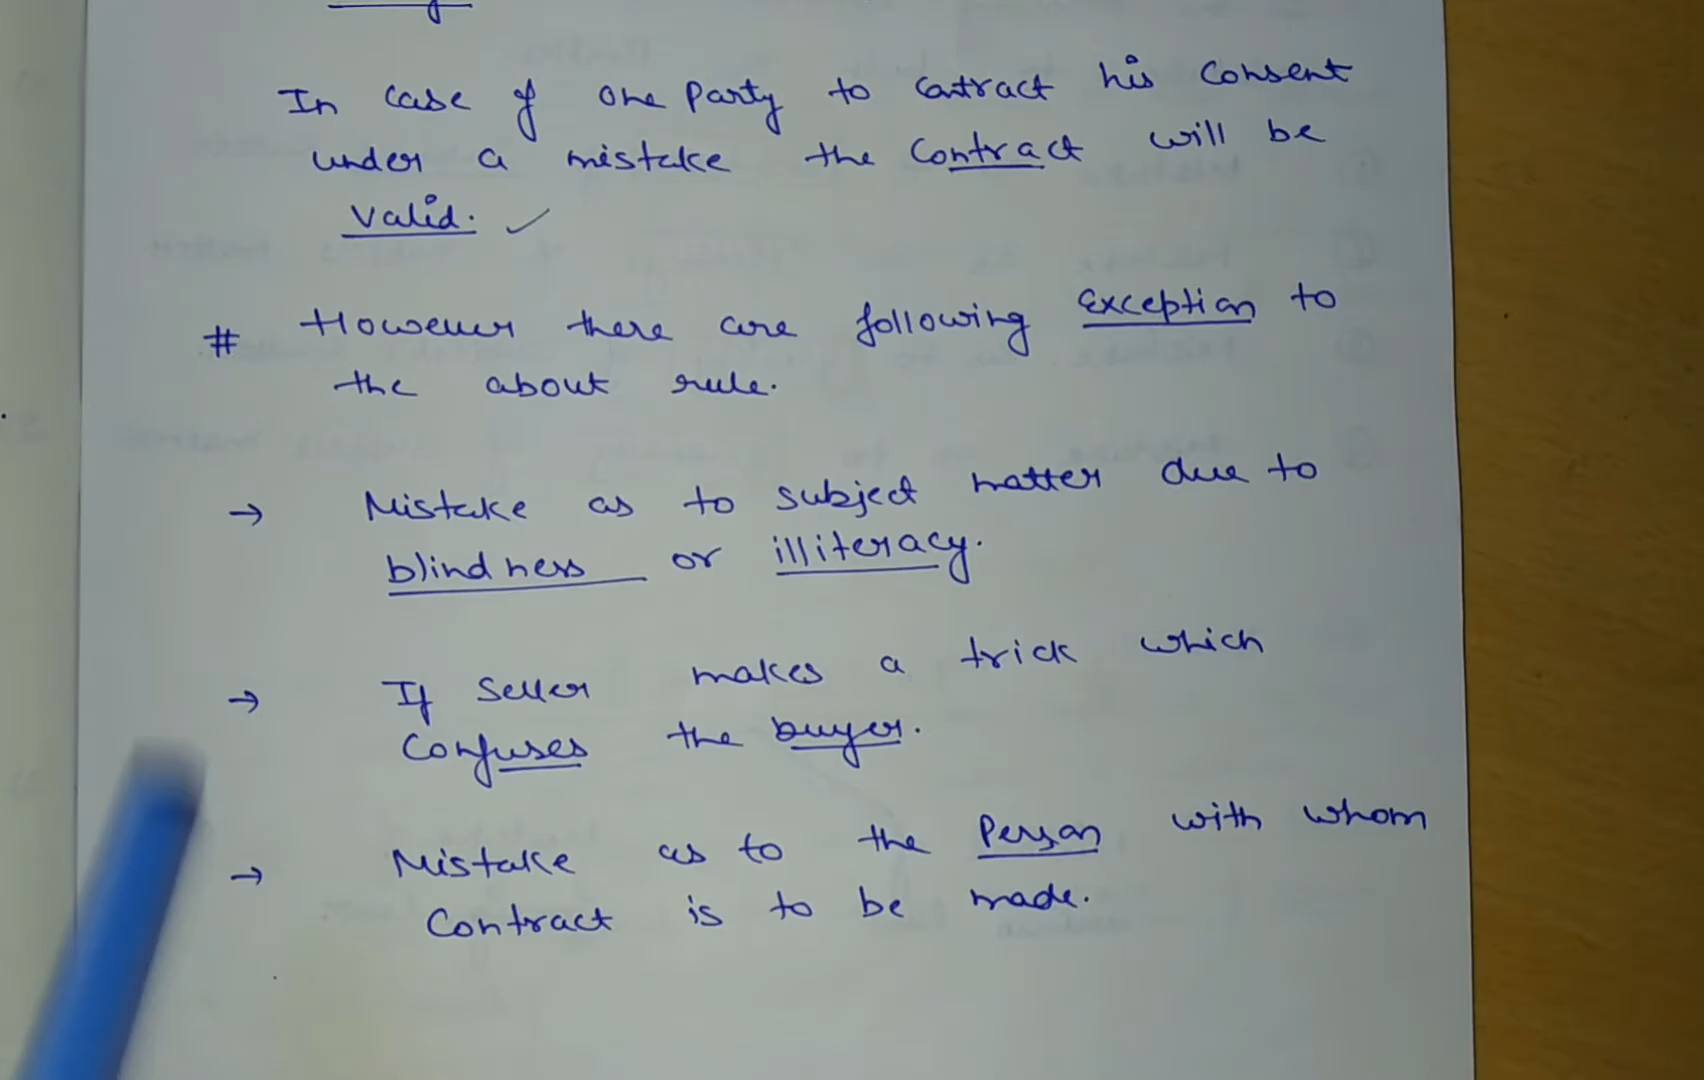 In case of one party to contract his consent
under a mistake the contract will be
valid. ✓
# However there are following exception to
the about rule.
→ Mistake as to subject matter due to
blindness or illiteracy.
→ If seller makes a trick which
confuses the buyer.
→ Mistake as to the person with whom
contract is to be made.